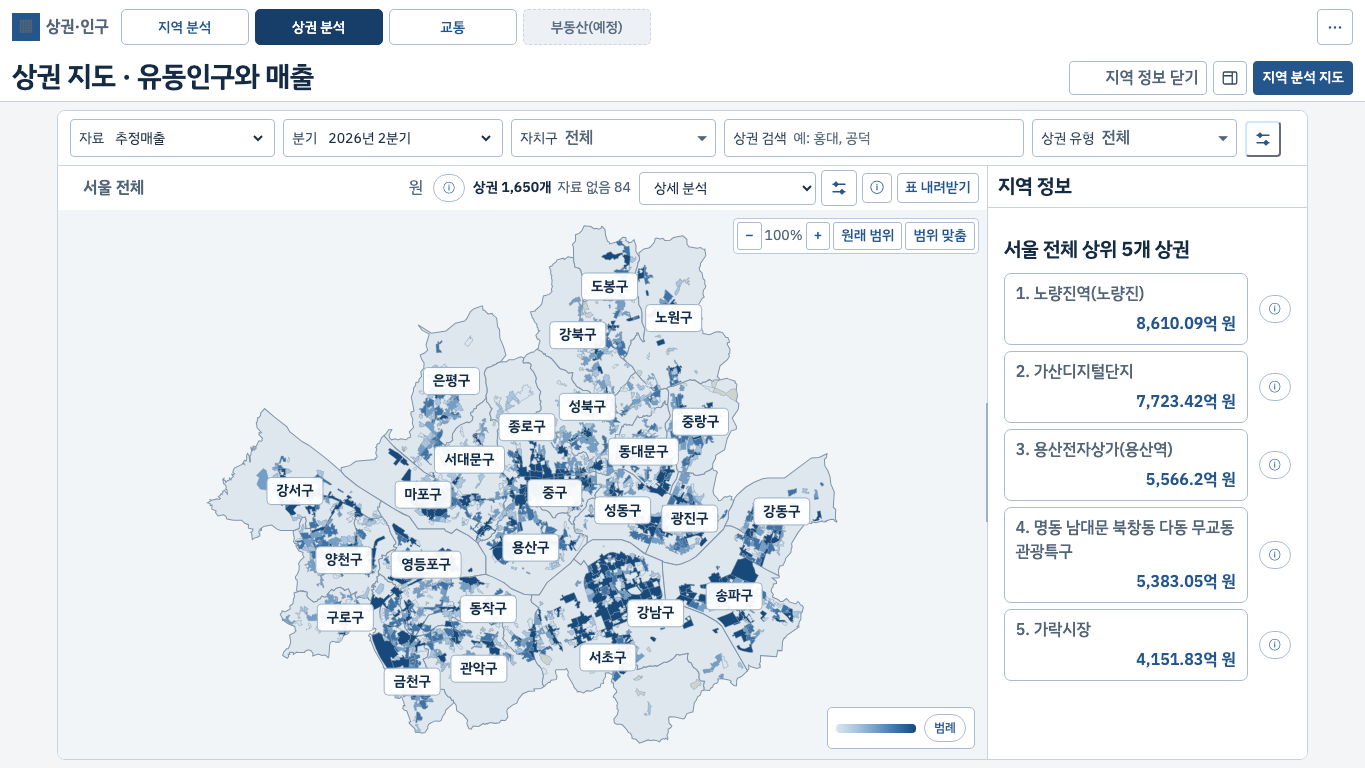 상권·인구
지역 분석
상권 분석
교통
부동산(예정)
상권 지도 · 유동인구와 매출
지역 정보 닫기
지역 분석 지도
자료 추정매출
분기 2026년 2분기
자치구 전체
상권 검색 예: 홍대, 공덕
상권 유형 전체
서울 전체
원
상권 1,650개 자료 없음 84
상세 분석
표 내려받기
− 100% +
원래 범위
범위 맞춤
도봉구
노원구
강북구
은평구
성북구
중랑구
종로구
동대문구
서대문구
강서구
마포구
중구
성동구
광진구
강동구
용산구
양천구
영등포구
송파구
동작구
강남구
구로구
서초구
관악구
금천구
범례
지역 정보
서울 전체 상위 5개 상권
1. 노량진역(노량진)
8,610.09억 원
2. 가산디지털단지
7,723.42억 원
3. 용산전자상가(용산역)
5,566.2억 원
4. 명동 남대문 북창동 다동 무교동
관광특구
5,383.05억 원
5. 가락시장
4,151.83억 원